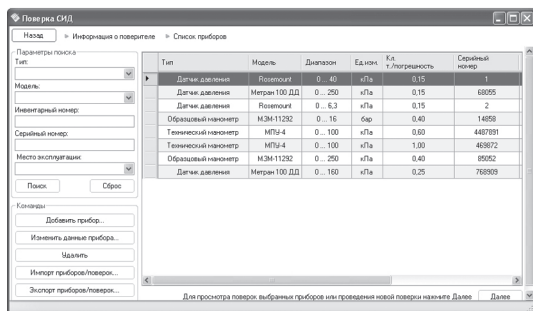 Поверка СИД
Назад » Информация о поверителе » Список приборов
Параметры поиска
Тип:
Модель:
Инвентарный номер:
Серийный номер:
Место эксплуатации:
Поиск Сброс
Команды
Добавить прибор...
Изменить данные прибора...
Удалить
Импорт приборов/поверок...
Экспорт приборов/поверок...
Тип Модель Диапазон Ед.изм. Кл. т./погрешность Серийный номер
Датчик давления Rosemount 0 ... 40 кПа 0,15 1
Датчик давления Метран 100 ДД 0 ... 250 кПа 0,15 68055
Датчик давления Rosemount 0 ... 6,3 кПа 0,15 2
Образцовый манометр МЗМ-11292 0 ... 16 бар 0,40 14858
Технический манометр МПУ-4 0 ... 100 кПа 0,60 4487891
Технический манометр МПУ-4 0 ... 100 кПа 1,00 469872
Образцовый манометр МЗМ-11292 0 ... 250 кПа 0,40 85052
Датчик давления Метран 100 ДД 0 ... 160 кПа 0,25 768909
Для просмотра поверок выбранных приборов или проведения новой поверки нажмите Далее Далее